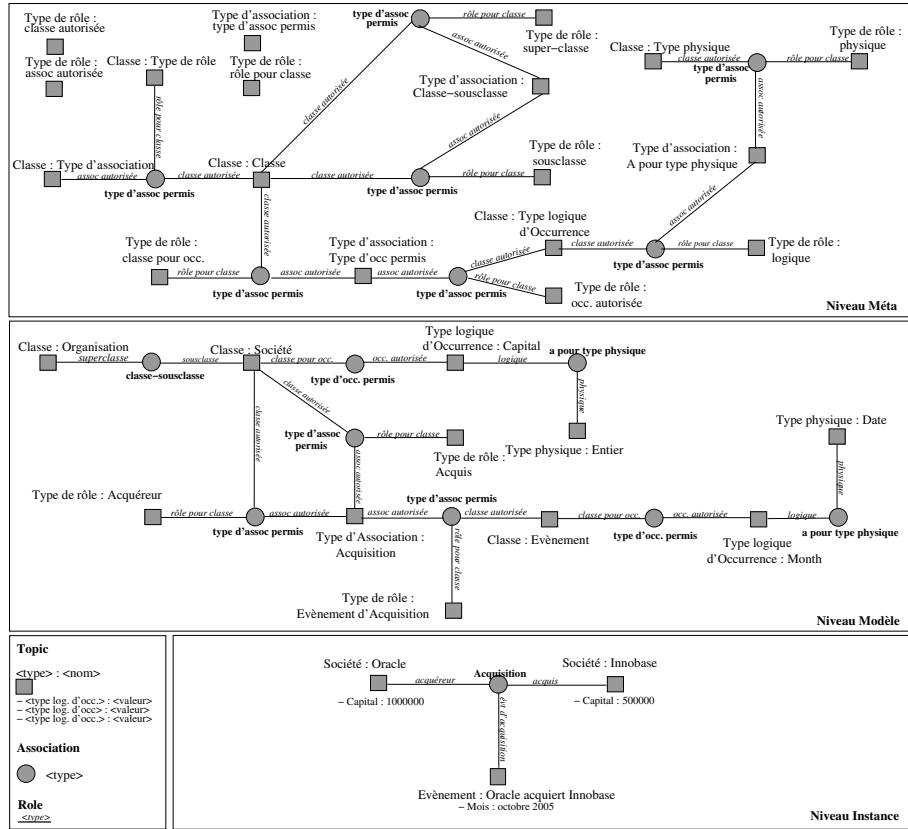 Type de rôle :
classe autorisée
Type de rôle :
assoc autorisée
Type d'association :
type d'assoc permis
Type de rôle :
rôle pour classe
Classe : Type de rôle
rôle pour classe
Classe : Type d'association
assoc autorisée
type d'assoc permis
classe autorisée
Classe : Classe
classe autorisée
type d'assoc
permis
rôle pour classe
Type de rôle :
super-classe
assoc autorisée
Type d'association :
Classe-sousclasse
assoc autorisée
classe autorisée
type d'assoc permis
rôle pour classe
Type de rôle :
sousclasse
Classe : Type physique
classe autorisée
type d'assoc
permis
rôle pour classe
Type de rôle :
physique
assoc autorisée
Type d'association :
A pour type physique
assoc autorisée
classe autorisée
Type de rôle :
classe pour occ.
rôle pour classe
type d'assoc permis
assoc autorisée
Type d'association :
Type d'occ permis
assoc autorisée
type d'assoc permis
classe autorisée
rôle pour classe
Classe : Type logique
d'Occurrence
Type de rôle :
occ. autorisée
classe autorisée
type d'assoc permis
rôle pour classe
Type de rôle :
logique
Niveau Méta
Classe : Organisation
superclasse
classe-sousclasse
sousclasse
Classe : Société
classe pour occ.
type d'occ. permis
occ. autorisée
Type logique
d'Occurrence : Capital
logique
a pour type physique
physique
Type physique : Entier
classe autorisée
classe autorisée
type d'assoc
permis
rôle pour classe
Type de rôle :
Acquis
assoc autorisée
Type de rôle : Acquéreur
rôle pour classe
type d'assoc permis
assoc autorisée
Type d'Association :
Acquisition
assoc autorisée
type d'assoc permis
classe autorisée
Classe : Evènement
classe pour occ.
type d'occ. permis
occ. autorisée
Type logique
d'Occurrence : Month
logique
a pour type physique
physique
Type physique : Date
rôle pour classe
Type de rôle :
Evènement d'Acquisition
Niveau Modèle
Topic
<type> : <nom>
– <type log. d'occ.> : <valeur>
– <type log. d'occ> : <valeur>
– <type log. d'occ> : <valeur>
Association
<type>
Role
<type>
Société : Oracle
– Capital : 1000000
acquéreur
Acquisition
acquis
Société : Innobase
– Capital : 500000
évt d'acquisition
Evènement : Oracle acquiert Innobase
– Mois : octobre 2005
Niveau Instance